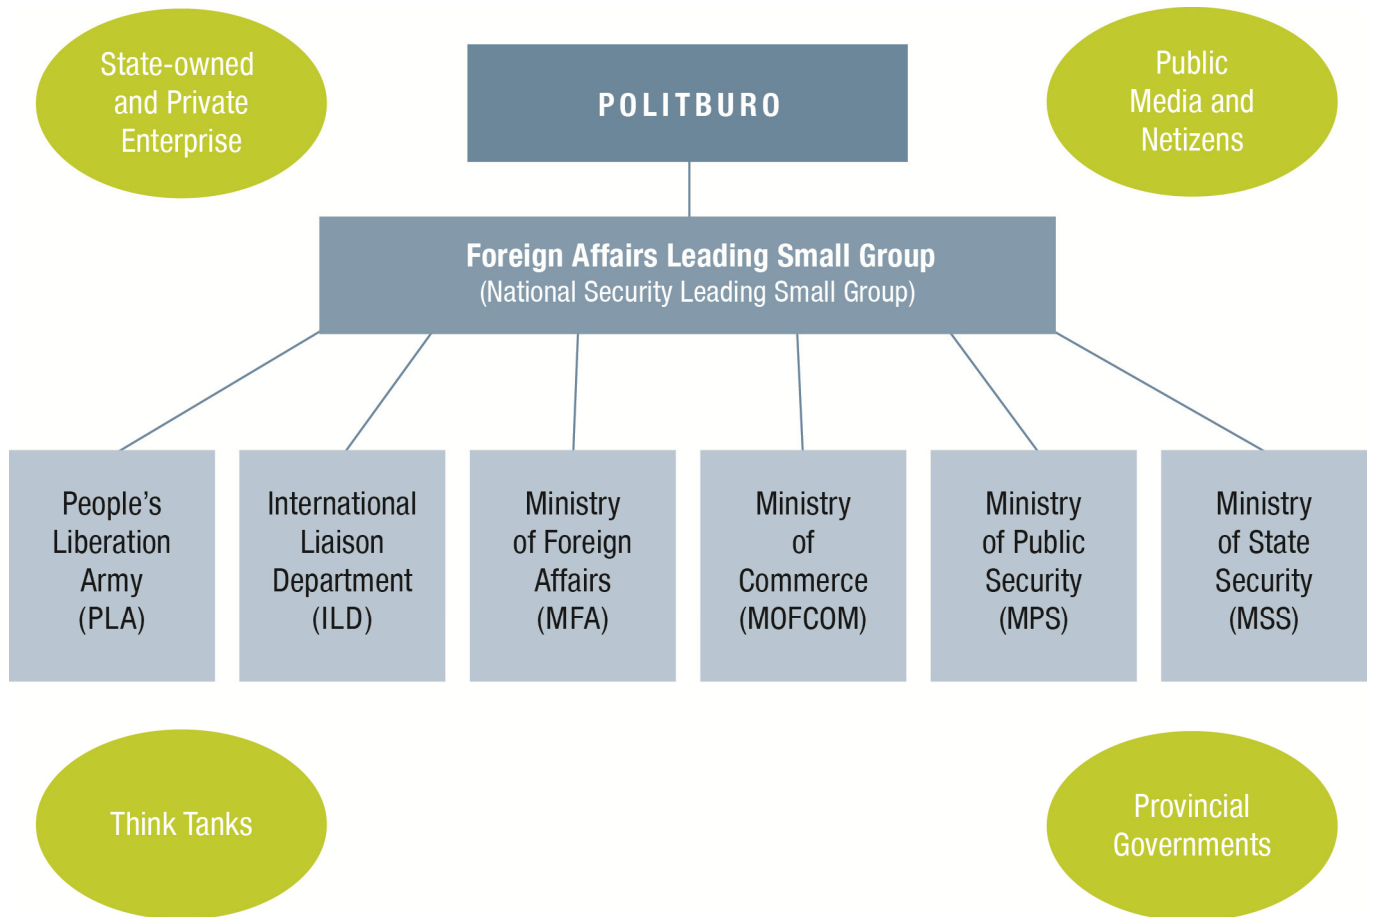 State-owned
and Private
Enterprise
POLITBURO
Public
Media and
Netizens
Foreign Affairs Leading Small Group
(National Security Leading Small Group)
People’s
Liberation
Army
(PLA)
International
Liaison
Department
(ILD)
Ministry
of Foreign
Affairs
(MFA)
Ministry
of
Commerce
(MOFCOM)
Ministry
of Public
Security
(MPS)
Ministry
of State
Security
(MSS)
Think Tanks
Provincial
Governments